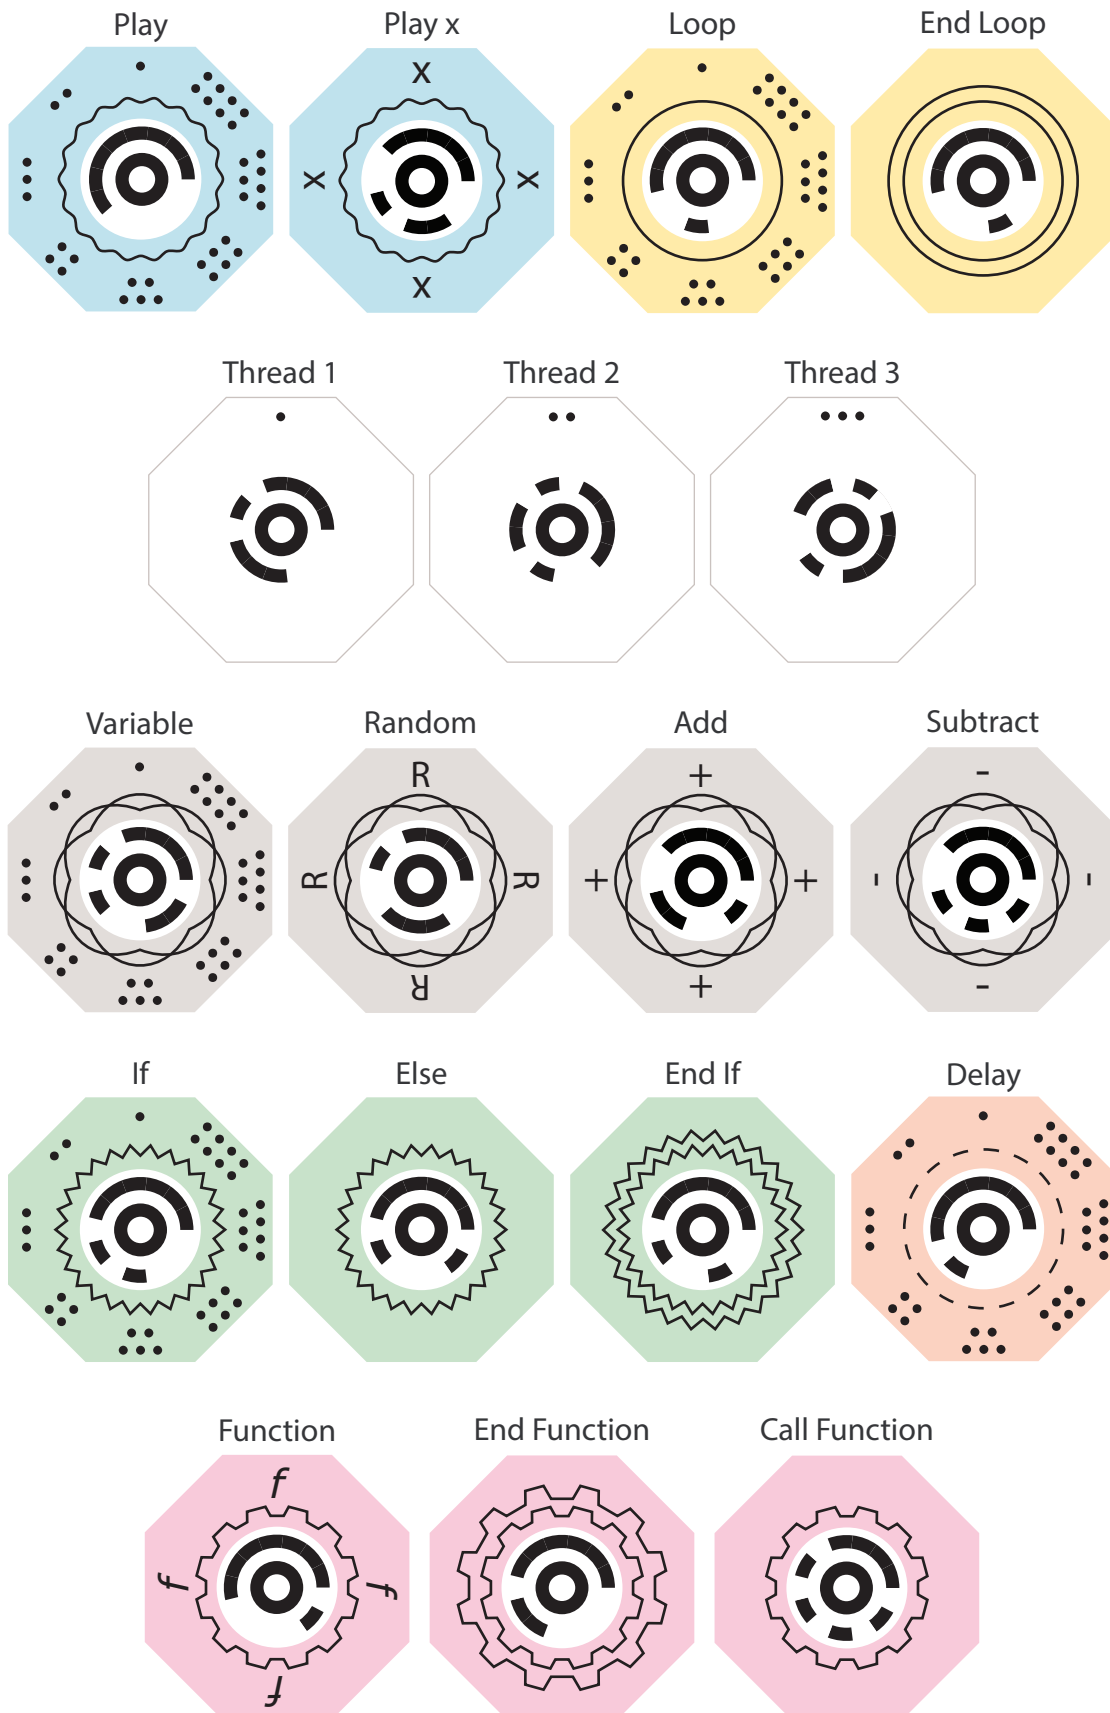 Play Play x Loop End Loop
X
X X
X
Thread 1 Thread 2 Thread 3
Variable Random Add Subtract
R + -
R R + + - -
R + -
If Else End If Delay
Function End Function Call Function
f
f f
f